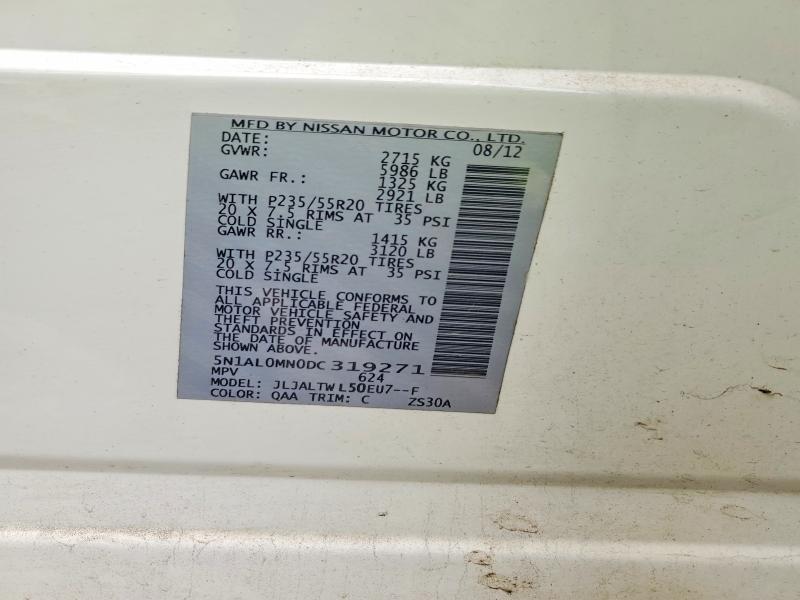 MFD BY NISSAN MOTOR CO., LTD.
DATE: 08/12
GVWR: 2715 KG
5986 LB
GAWR FR.: 1325 KG
2921 LB
WITH P235/55R20 TIRES
20 X 7.5 RIMS AT 35 PSI
COLD SINGLE
GAWR RR.: 1415 KG
3120 LB
WITH P235/55R20 TIRES
20 X 7.5 RIMS AT 35 PSI
COLD SINGLE
THIS VEHICLE CONFORMS TO
ALL APPLICABLE FEDERAL
MOTOR VEHICLE SAFETY AND
THEFT PREVENTION
STANDARDS IN EFFECT ON
THE DATE OF MANUFACTURE
SHOWN ABOVE.
5N1AL0MN0DC 319271
MPV 624
MODEL: JLJALTWL50EU7--F
COLOR: QAA TRIM: C ZS30A